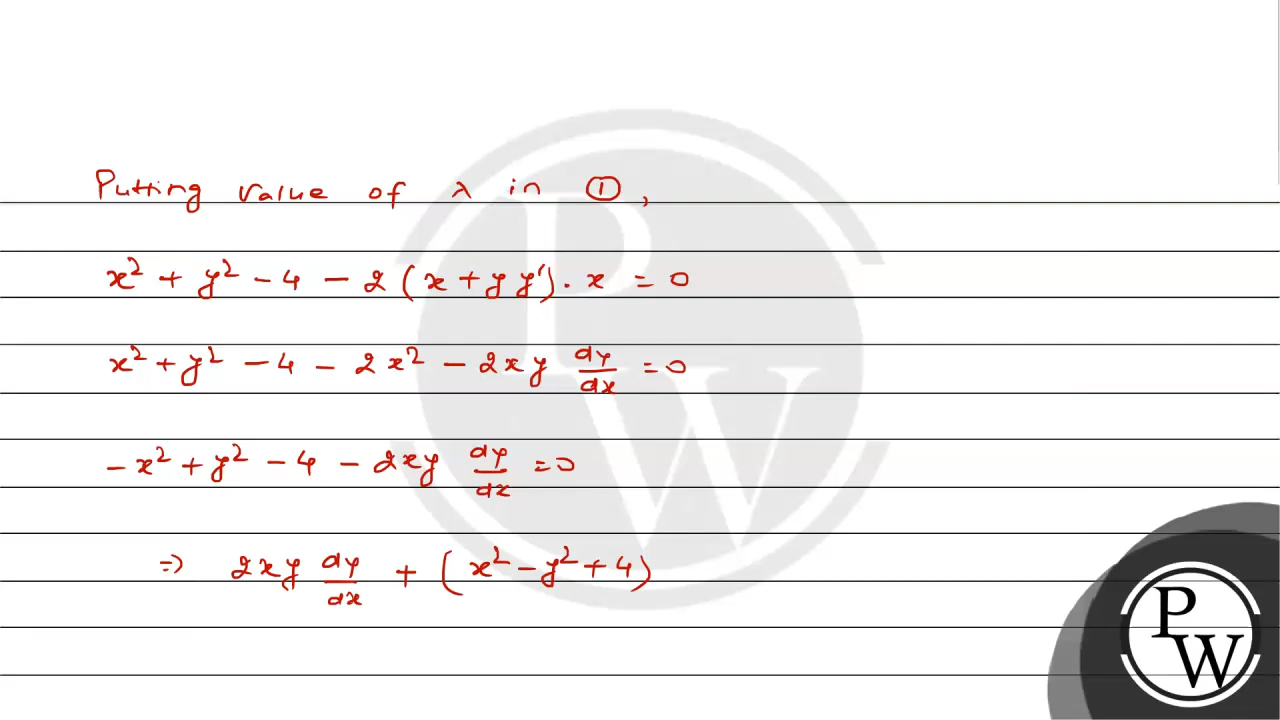 Putting value of λ in ①,
x² + y² - 4 - 2 (x + y y') . x = 0
x² + y² - 4 - 2x² - 2xy dy/dx = 0
- x² + y² - 4 - 2xy dy/dx = 0
⇒ 2xy dy/dx + (x² - y² + 4)
PW
PW